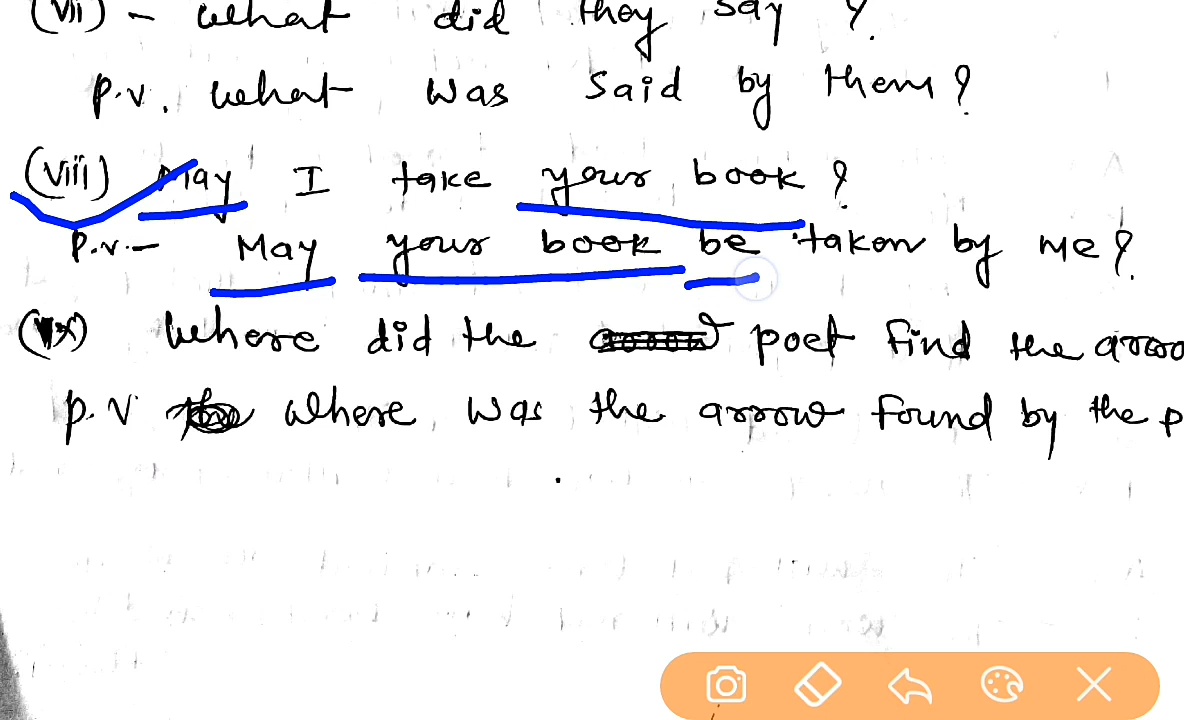 (vii) - what did they say ?
p.v. what was said by them ?
(viii) May I take your book ?
p.v.- May your book be taken by me ?
(ix) where did the poet find the
p.v where was the arrow found by the